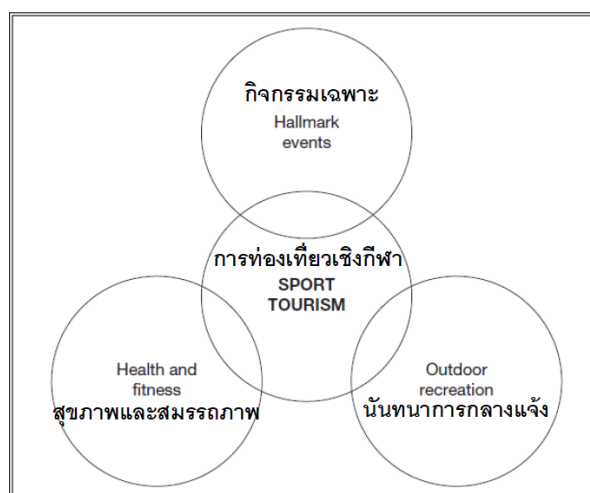 กิจกรรมเฉพาะ
Hallmark
events
การท่องเที่ยวเชิงกีฬา
SPORT
TOURISM
Health and
fitness
สุขภาพและสมรรถภาพ
Outdoor
recreation
นันทนาการกลางแจ้ง